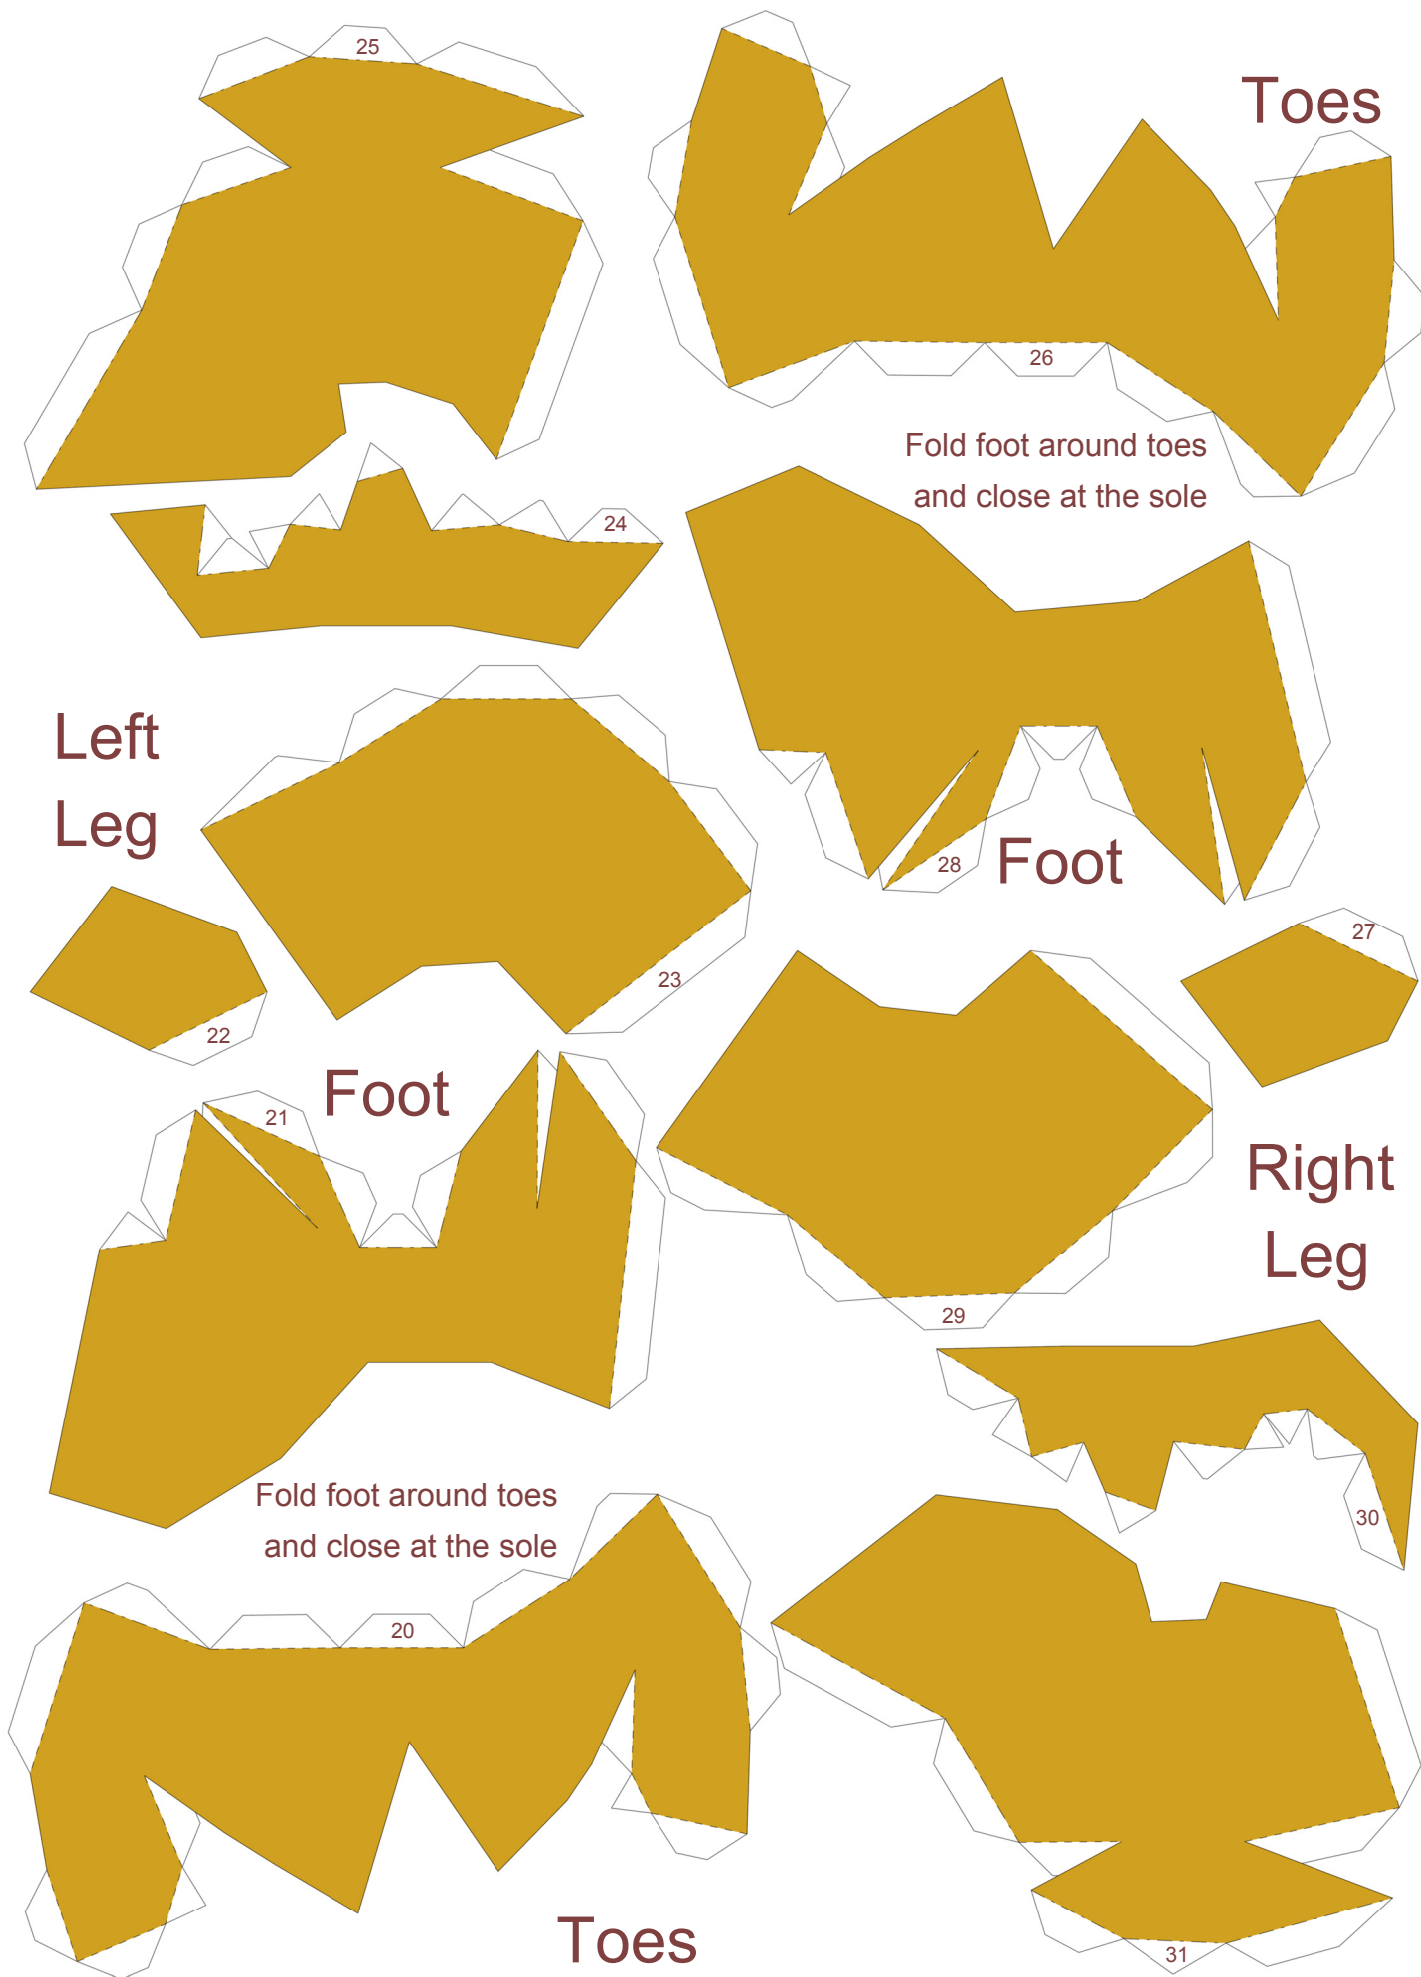 25
Toes
26
Fold foot around toes
and close at the sole
24
Left
Leg
28
Foot
27
23
22
Foot
21
Right
Leg
29
Fold foot around toes
and close at the sole
30
20
Toes
31